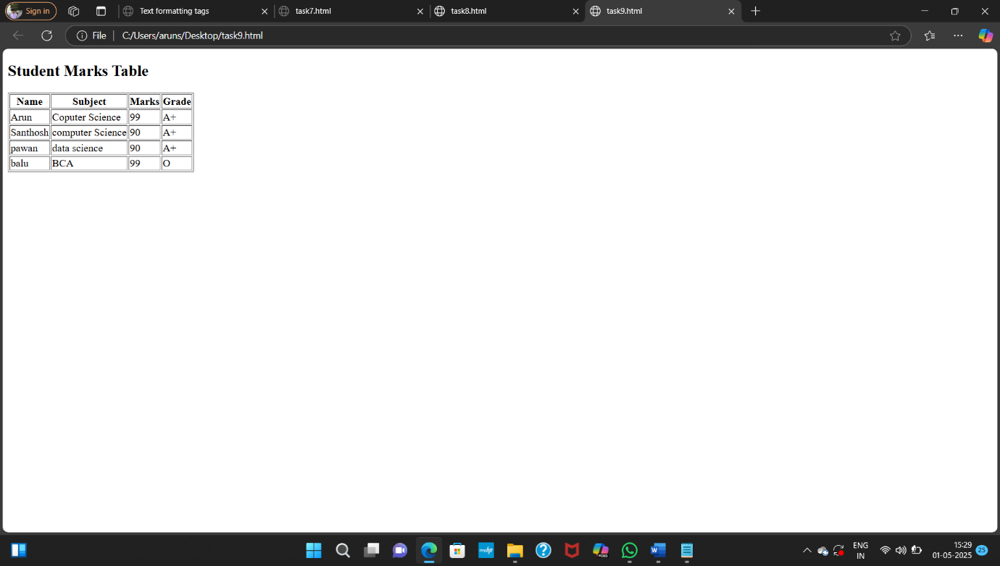 Sign in Text formatting tags task7.html task8.html task9.html
File C:/Users/aruns/Desktop/task9.html
Student Marks Table
Name Subject Marks Grade
Arun Coputer Science 99 A+
Santhosh computer Science 90 A+
pawan data science 90 A+
balu BCA 99 O
ENG 15:29
IN 01-05-2025 25
myhp
W